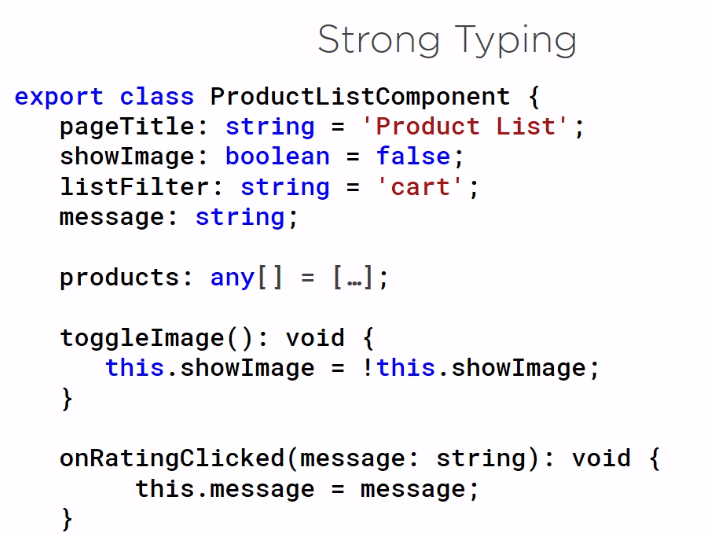 Strong Typing
export class ProductListComponent {
pageTitle: string = 'Product List';
showImage: boolean = false;
listFilter: string = 'cart';
message: string;
products: any[] = […];
toggleImage(): void {
this.showImage = !this.showImage;
}
onRatingClicked(message: string): void {
this.message = message;
}